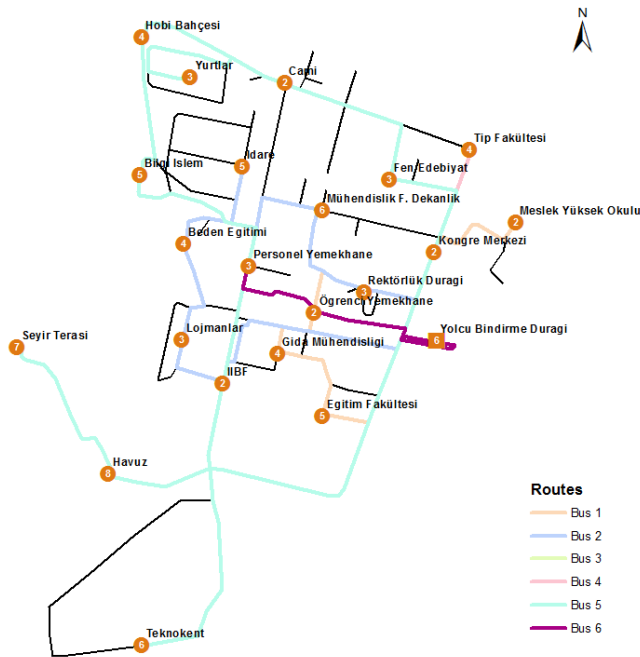 Hobi Bahçesi
4
N
Yurtlar
3
Cami
2
Tip Fakültesi
4
Bilgi Islem
5
Idare
5
Fen Edebiyat
3
Mühendislik F. Dekanlik
6
Meslek Yüksek Okulu
2
Beden Egitimi
4
Kongre Merkezi
2
Personel Yemekhane
3
Rektörlük Duragi
3
Ögrenci Yemekhane
2
Seyir Terasi
7
Lojmanlar
3
Yolcu Bindirme Duragi
6
Gida Mühendisligi
4
IIBF
2
Egitim Fakültesi
5
Havuz
8
Teknokent
6
Routes
Bus 1
Bus 2
Bus 3
Bus 4
Bus 5
Bus 6